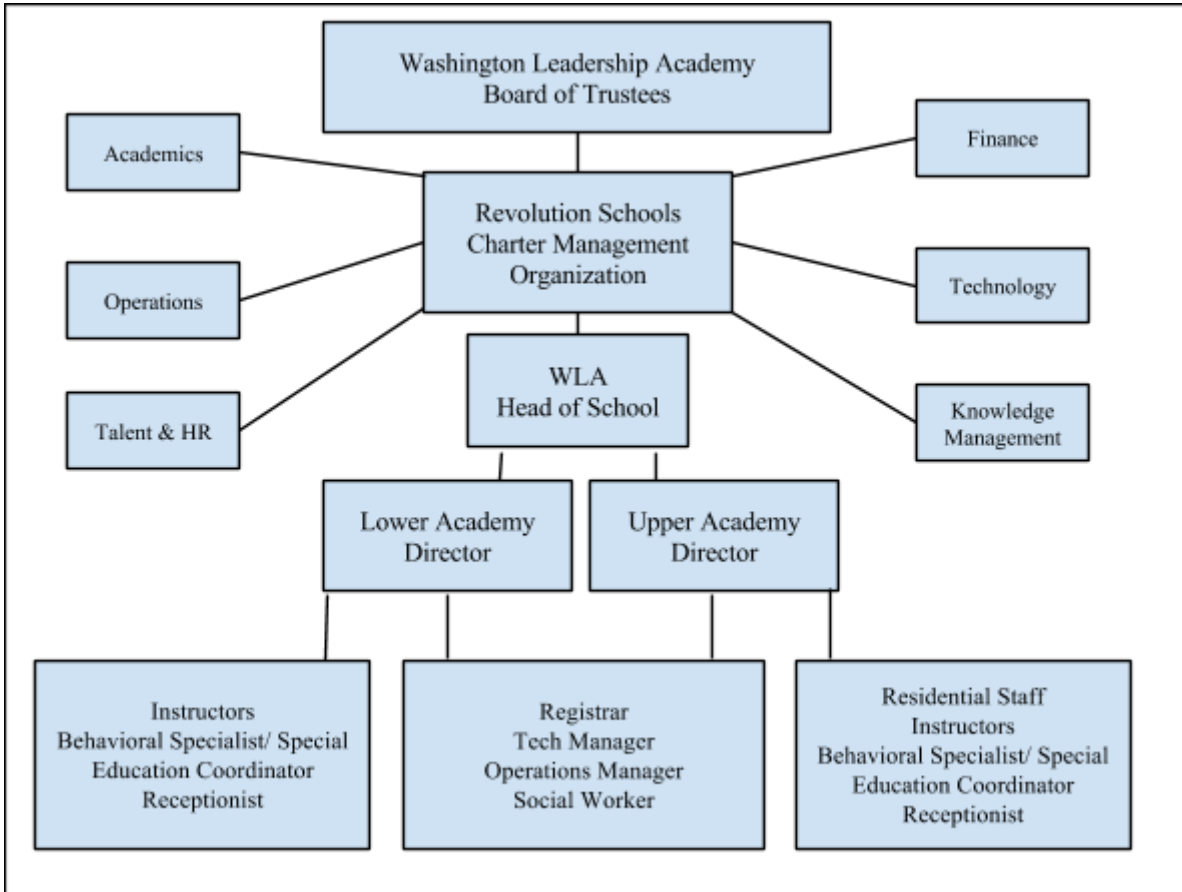 Washington Leadership Academy
Board of Trustees
Academics
Finance
Revolution Schools
Charter Management
Organization
Operations
Technology
WLA
Head of School
Talent & HR
Knowledge
Management
Lower Academy
Director
Upper Academy
Director
Instructors
Behavioral Specialist/ Special
Education Coordinator
Receptionist
Registrar
Tech Manager
Operations Manager
Social Worker
Residential Staff
Instructors
Behavioral Specialist/ Special
Education Coordinator
Receptionist